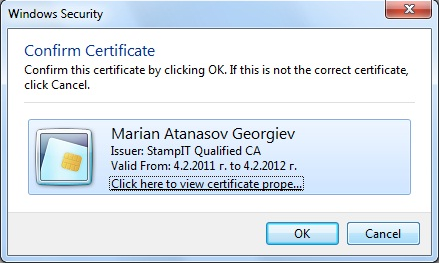 Windows Security
Confirm Certificate
Confirm this certificate by clicking OK. If this is not the correct certificate,
click Cancel.
Marian Atanasov Georgiev
Issuer: StampIT Qualified CA
Valid From: 4.2.2011 г. to 4.2.2012 г.
Click here to view certificate prope...
OK
Cancel